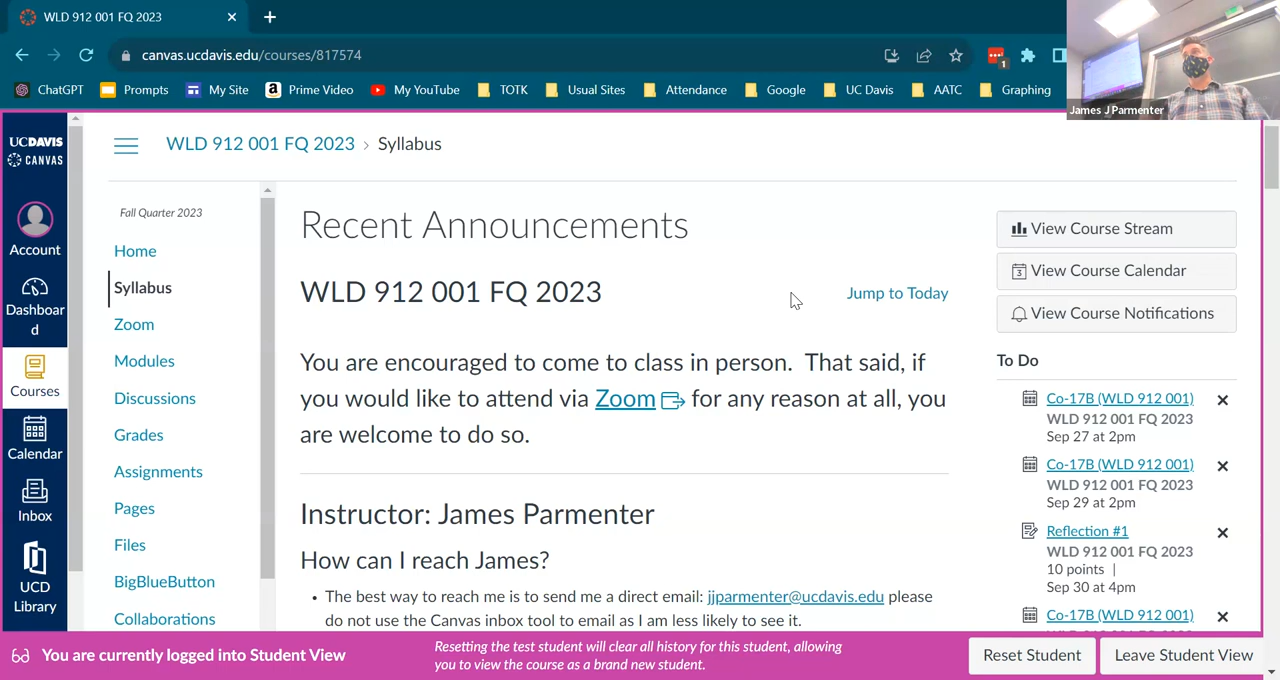 WLD 912 001 FQ 2023
canvas.ucdavis.edu/courses/817574
1
ChatGPT
Prompts
My Site
Prime Video
My YouTube
TOTK
Usual Sites
Attendance
Google
UC Davis
AATC
Graphing
James J Parmenter
UCDAVIS
CANVAS
Account
Dashboar
d
Courses
Calendar
Inbox
UCD
Library
WLD 912 001 FQ 2023 › Syllabus
Fall Quarter 2023
Home
Syllabus
Zoom
Modules
Discussions
Grades
Assignments
Pages
Files
BigBlueButton
Collaborations
Recent Announcements
WLD 912 001 FQ 2023
Jump to Today
You are encouraged to come to class in person. That said, if
you would like to attend via Zoom for any reason at all, you
are welcome to do so.
Instructor: James Parmenter
How can I reach James?
• The best way to reach me is to send me a direct email: jjparmenter@ucdavis.edu please
do not use the Canvas inbox tool to email as I am less likely to see it.
View Course Stream
3 View Course Calendar
View Course Notifications
To Do
Co-17B (WLD 912 001)
WLD 912 001 FQ 2023
Sep 27 at 2pm
Co-17B (WLD 912 001)
WLD 912 001 FQ 2023
Sep 29 at 2pm
Reflection #1
WLD 912 001 FQ 2023
10 points |
Sep 30 at 4pm
Co-17B (WLD 912 001)
You are currently logged into Student View
Resetting the test student will clear all history for this student, allowing
you to view the course as a brand new student.
Reset Student
Leave Student View